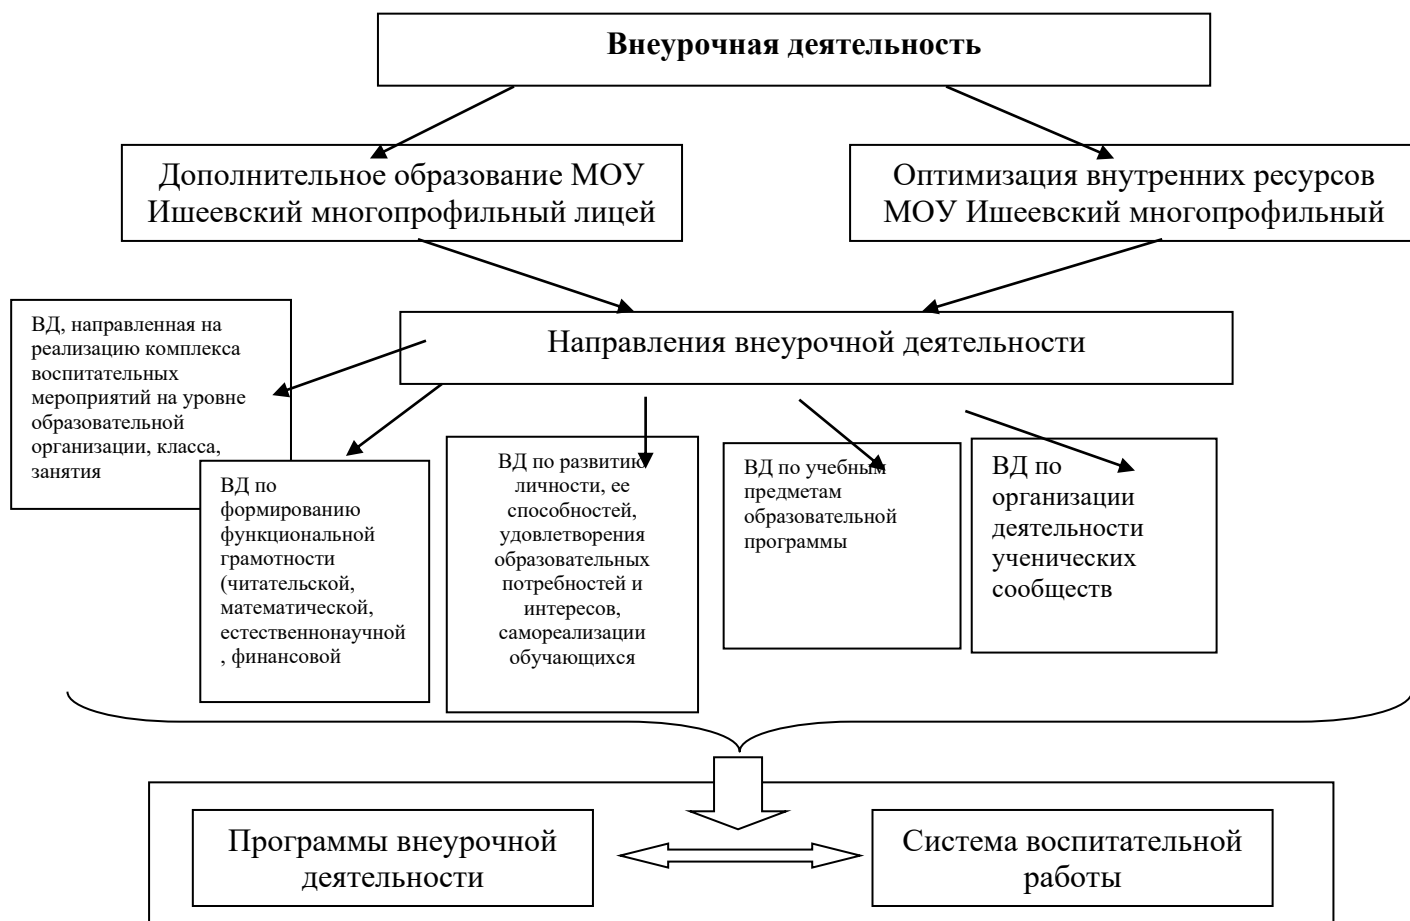 Внеурочная деятельность
Дополнительное образование МОУ
Ишеевский многопрофильный лицей
Оптимизация внутренних ресурсов
МОУ Ишеевский многопрофильный
Направления внеурочной деятельности
ВД, направленная на
реализацию комплекса
воспитательных
мероприятий на уровне
образовательной
организации, класса,
занятия
ВД по
формированию
функциональной
грамотности
(читательской,
математической,
естественнонаучной
, финансовой
ВД по развитию
личности, ее
способностей,
удовлетворения
образовательных
потребностей и
интересов,
самореализации
обучающихся
ВД по учебным
предметам
образовательной
программы
ВД по
организации
деятельности
ученических
сообществ
Программы внеурочной
деятельности
Система воспитательной
работы